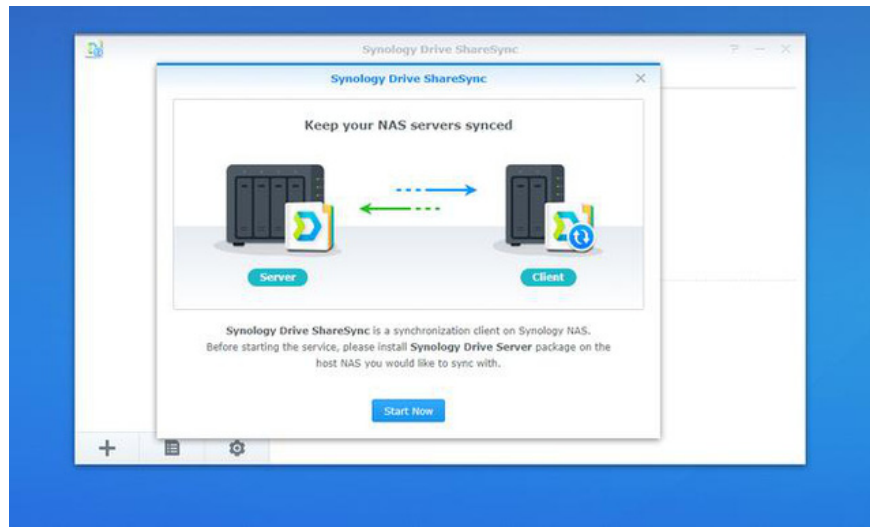 Synology Drive ShareSync
? — X
Synology Drive ShareSync
Keep your NAS servers synced
Server
Client
Synology Drive ShareSync is a synchronization client on Synology NAS.
Before starting the service, please install Synology Drive Server package on the
host NAS you would like to sync with.
Start Now